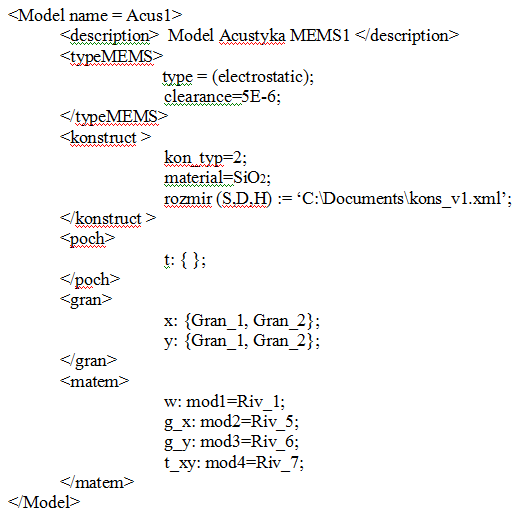 <Model name = Acus1>
<description> Model Acustyka MEMS1 </description>
<typeMEMS>
type = (electrostatic);
clearance=5E-6;
</typeMEMS>
<konstruct >
kon_typ=2;
material=SiO2;
rozmir (S,D,H) := ‘C:\Documents\kons_v1.xml’;
</konstruct >
<poch>
t: { };
</poch>
<gran>
x: {Gran_1, Gran_2};
y: {Gran_1, Gran_2};
</gran>
<matem>
w: mod1=Riv_1;
g_x: mod2=Riv_5;
g_y: mod3=Riv_6;
t_xy: mod4=Riv_7;
</matem>
</Model>